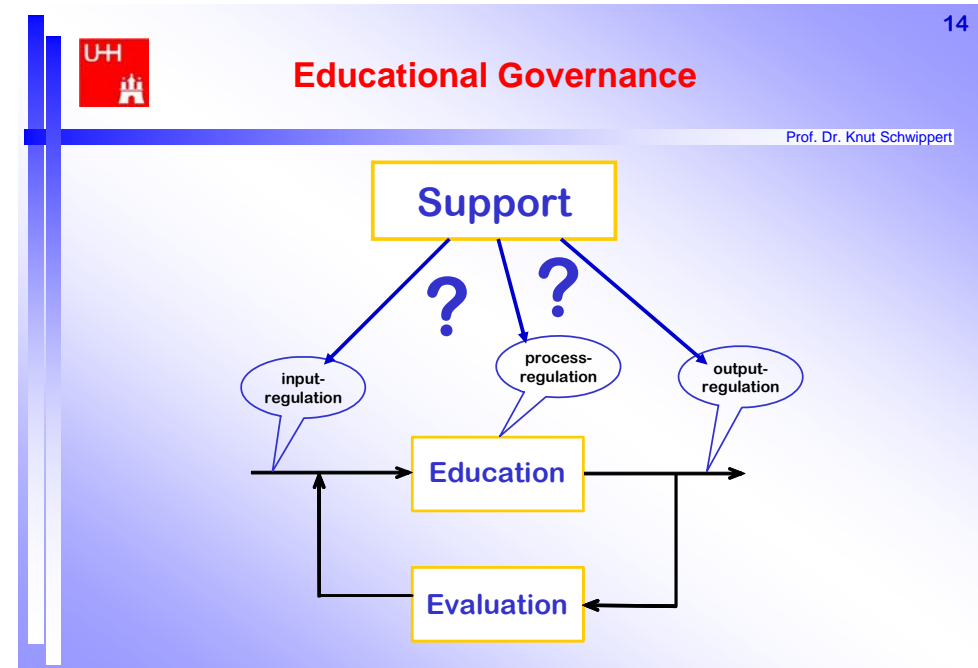 14
UHH
Educational Governance
Prof. Dr. Knut Schwippert
Support
? ?
input-
regulation
process-
regulation
output-
regulation
Education
Evaluation